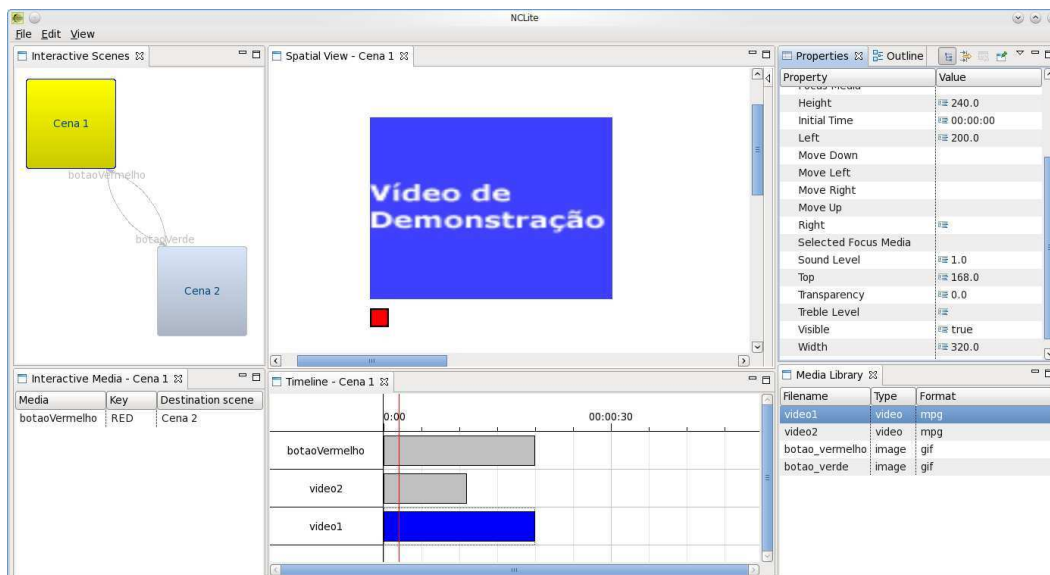 NCLite
File Edit View
Interactive Scenes
Cena 1
botaoVermelho
botaoVerde
Cena 2
Spatial View - Cena 1
Vídeo de
Demonstração
Properties Outline
Property Value
Focus Media
Height 240.0
Initial Time 00:00:00
Left 200.0
Move Down
Move Left
Move Right
Move Up
Right
Selected Focus Media
Sound Level 1.0
Top 168.0
Transparency 0.0
Treble Level
Visible true
Width 320.0
Interactive Media - Cena 1
Media Key Destination scene
botaoVermelho RED Cena 2
Timeline - Cena 1
0:00 00:00:30
botaoVermelho
video2
video1
Media Library
Filename Type Format
video1 video mpg
video2 video mpg
botao_vermelho image gif
botao_verde image gif